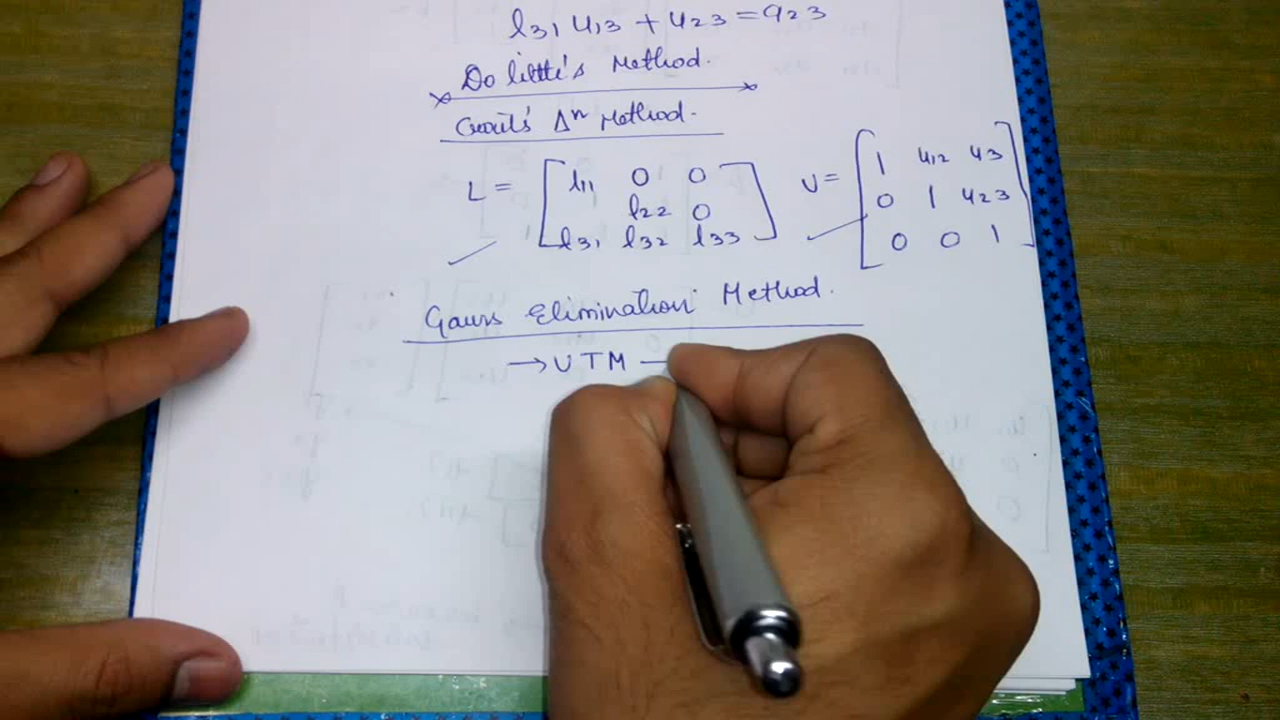 l31 u13 + u23 = a23
Do little's Method.
Crout's Δⁿ Method.
L = [ l11 0 0
l22 0
l31 l32 l33 ]
U = [ 1 u12 u3
0 1 u23
0 0 1 ]
Gauss Elimination Method.
→ UTM —